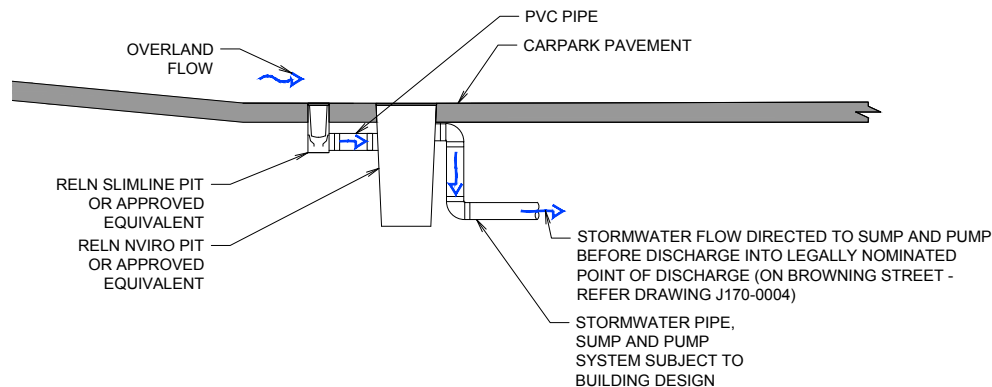 PVC PIPE
OVERLAND
FLOW
CARPARK PAVEMENT
RELN SLIMLINE PIT
OR APPROVED
EQUIVALENT
RELN NVIRO PIT
OR APPROVED
EQUIVALENT
STORMWATER FLOW DIRECTED TO SUMP AND PUMP
BEFORE DISCHARGE INTO LEGALLY NOMINATED
POINT OF DISCHARGE (ON BROWNING STREET -
REFER DRAWING J170-0004)
STORMWATER PIPE,
SUMP AND PUMP
SYSTEM SUBJECT TO
BUILDING DESIGN